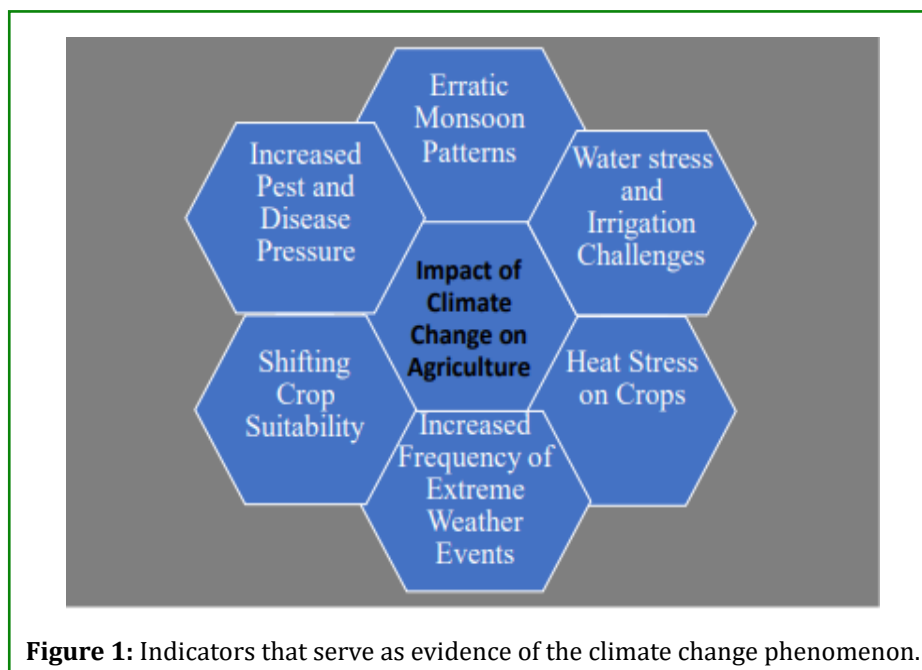 Erratic
Monsoon
Patterns
Increased
Pest and
Disease
Pressure
Water stress
and
Irrigation
Challenges
Impact of
Climate
Change on
Agriculture
Shifting
Crop
Suitability
Heat Stress
on Crops
Increased
Frequency of
Extreme
Weather
Events
Figure 1: Indicators that serve as evidence of the climate change phenomenon.